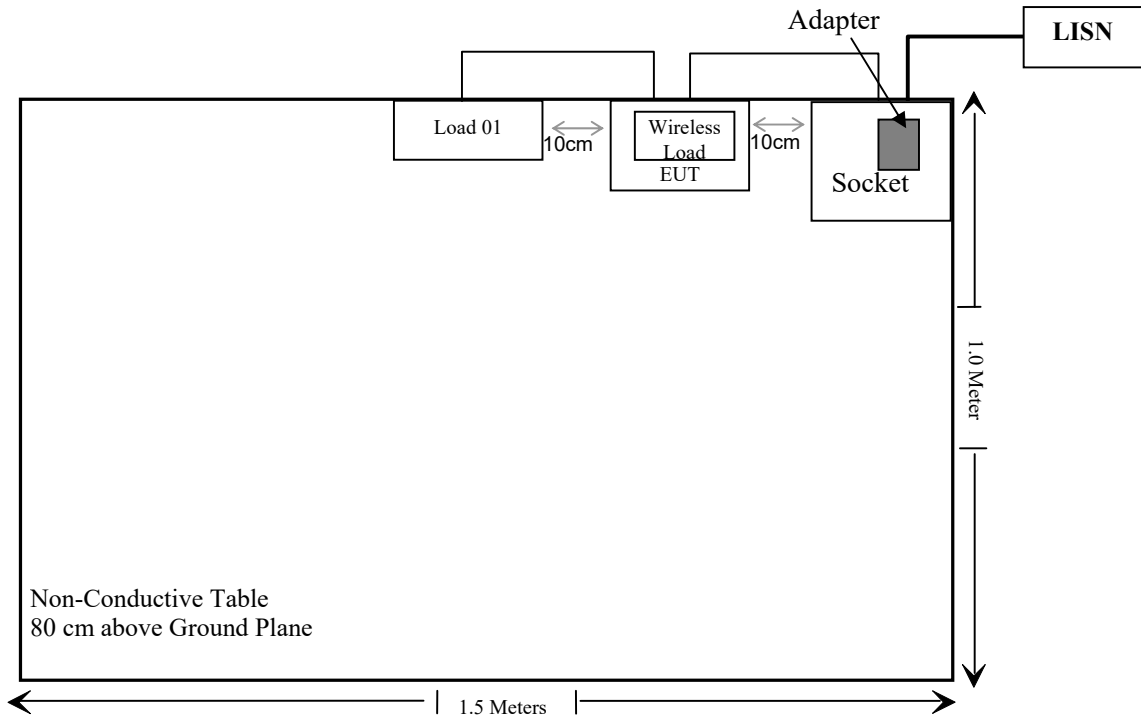 Adapter
LISN
Load 01
10cm
Wireless
Load
EUT
10cm
Socket
1.0 Meter
Non-Conductive Table
80 cm above Ground Plane
1.5 Meters